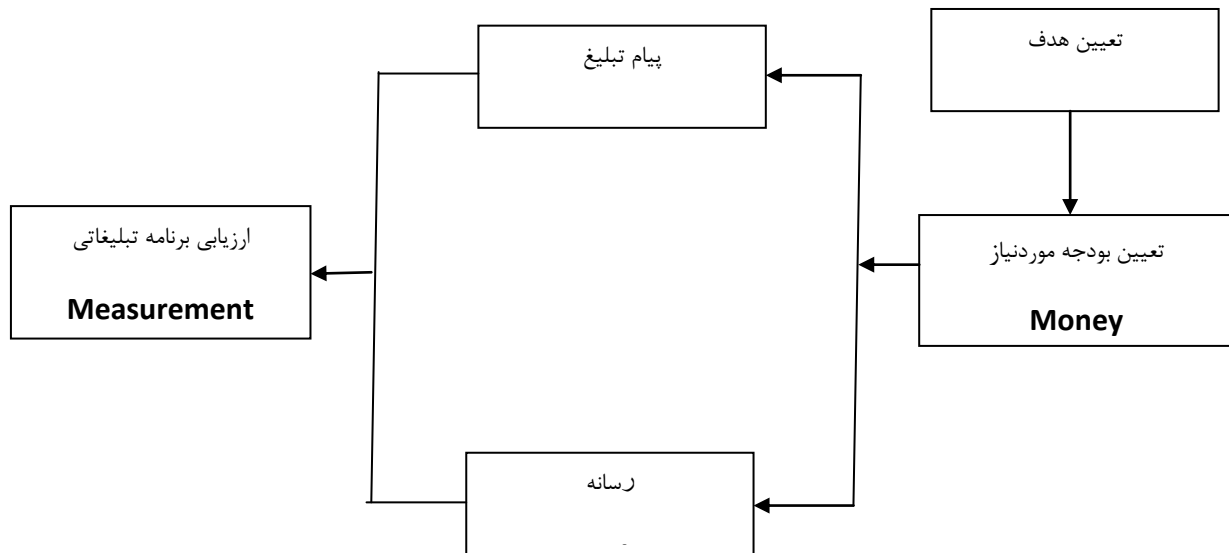 تعیین هدف
تعیین بودجه موردنیاز
Money
پیام تبلیغ
رسانه
ارزیابی برنامه تبلیغاتی
Measurement